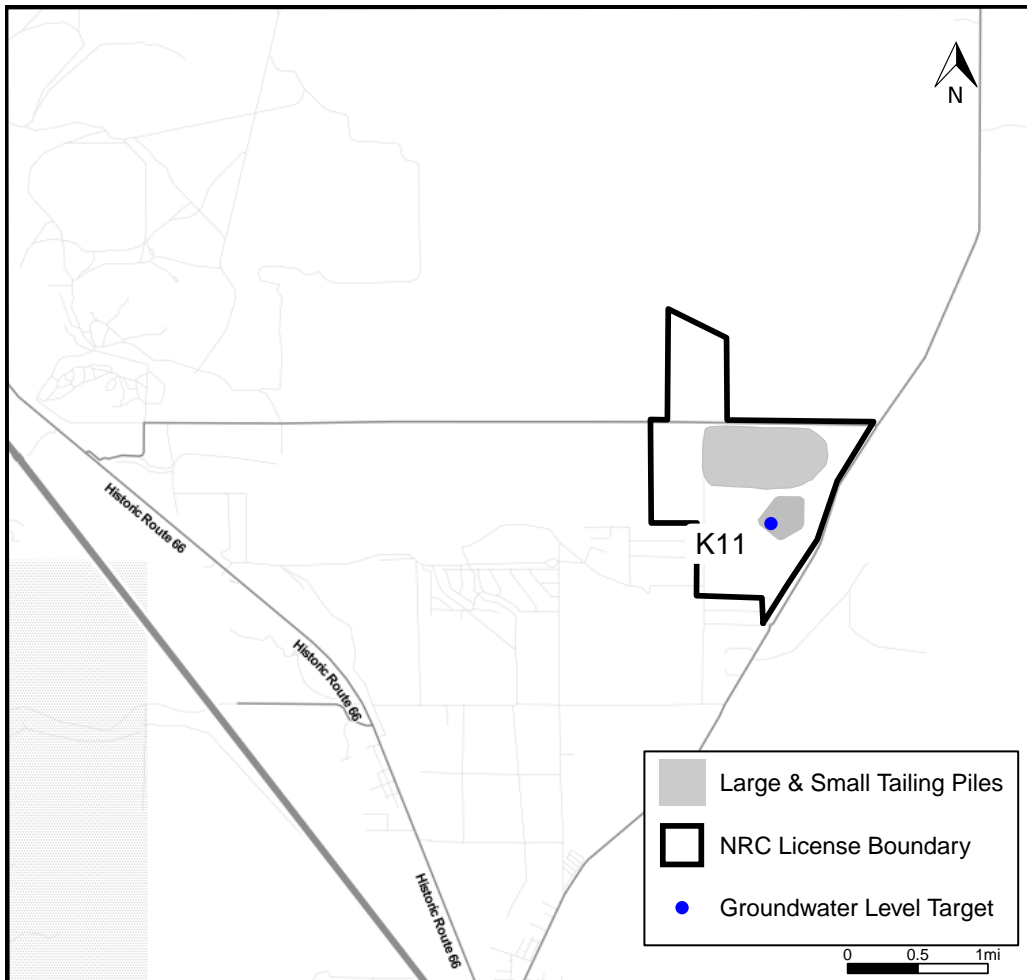 N
Historic Route 66
K11
Historic Route 66
Large & Small Tailing Piles
NRC License Boundary
Historic Route 66
Groundwater Level Target
0 0.5 1mi